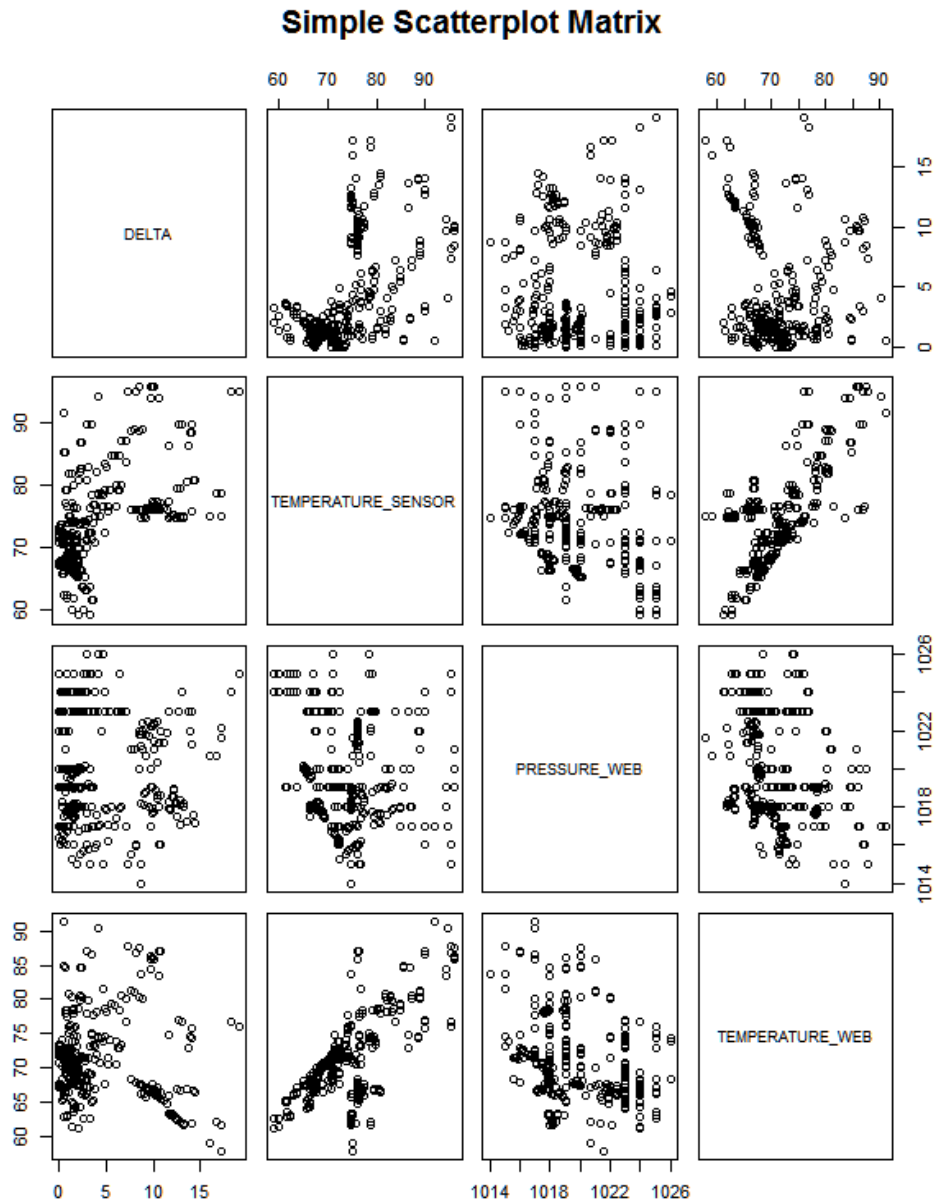 Simple Scatterplot Matrix
60 70 80 90
60 70 80 90
DELTA
0 5 10 15
TEMPERATURE_SENSOR
60 70 80 90
PRESSURE_WEB
1014 1018 1022 1026
TEMPERATURE_WEB
60 65 70 75 80 85 90
0 5 10 15
1014 1018 1022 1026